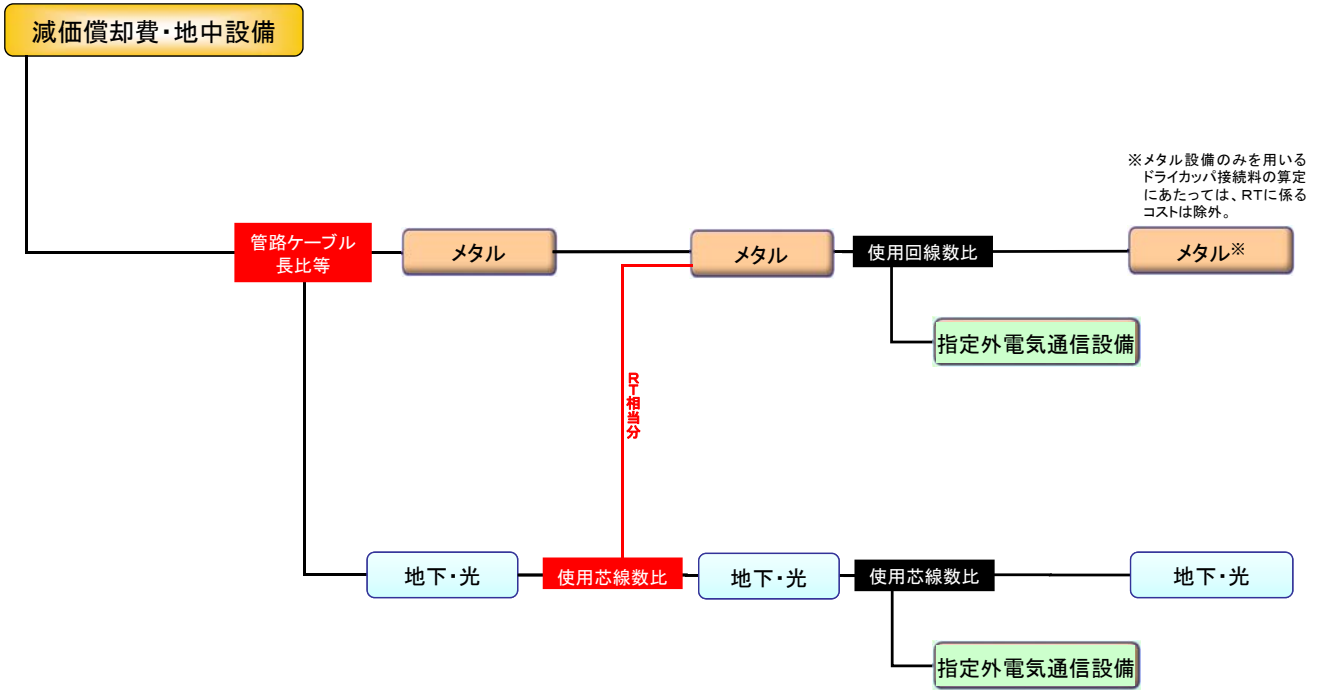 減価償却費・地中設備
※メタル設備のみを用いる
ドライカッパ接続料の算定
にあたっては、RTに係る
コストは除外。
管路ケーブル
長比等
メタル
メタル
使用回線数比
メタル※
指定外電気通信設備
RT相当分
地下・光
使用芯線数比
地下・光
使用芯線数比
地下・光
指定外電気通信設備